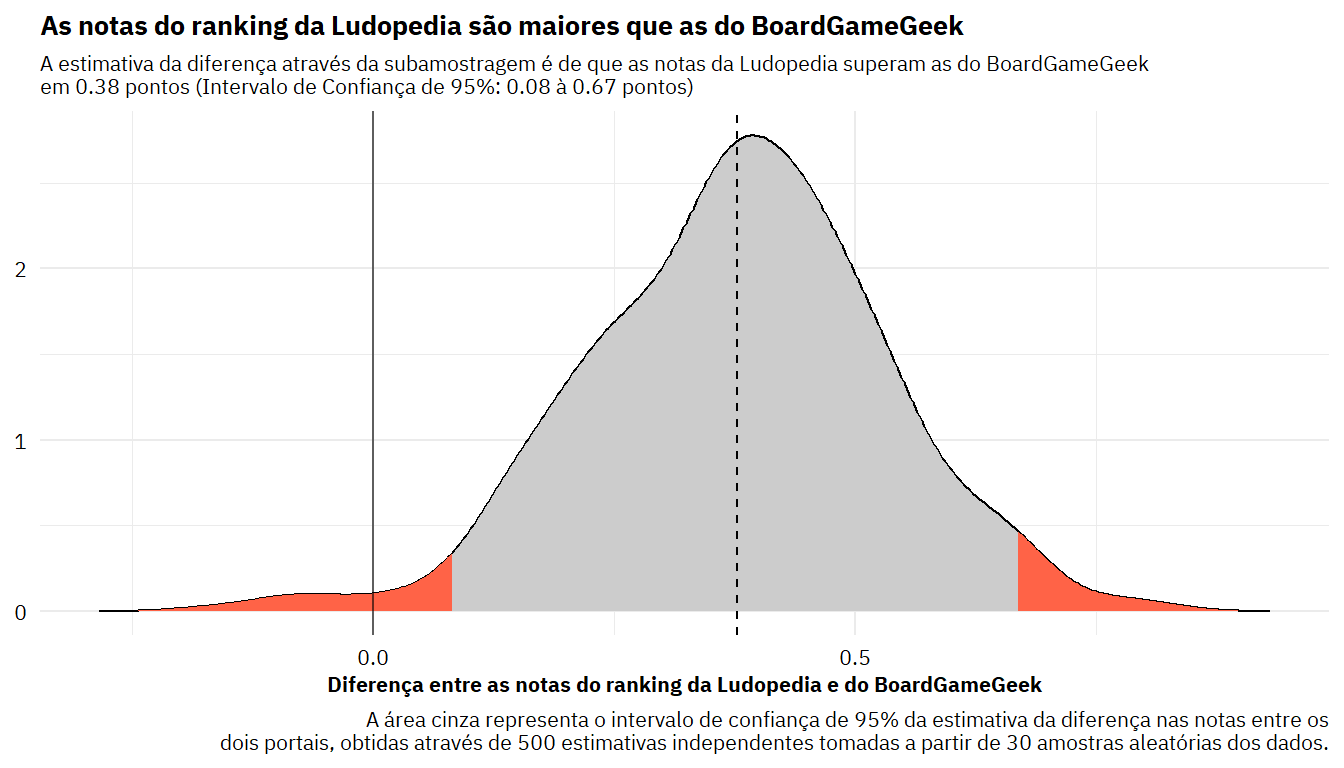 As notas do ranking da Ludopedia são maiores que as do BoardGameGeek
A estimativa da diferença através da subamostragem é de que as notas da Ludopedia superam as do BoardGameGeek
em 0.38 pontos (Intervalo de Confiança de 95%: 0.08 à 0.67 pontos)
2
1
0
0.0 0.5
Diferença entre as notas do ranking da Ludopedia e do BoardGameGeek
A área cinza representa o intervalo de confiança de 95% da estimativa da diferença nas notas entre os
dois portais, obtidas através de 500 estimativas independentes tomadas a partir de 30 amostras aleatórias dos dados.